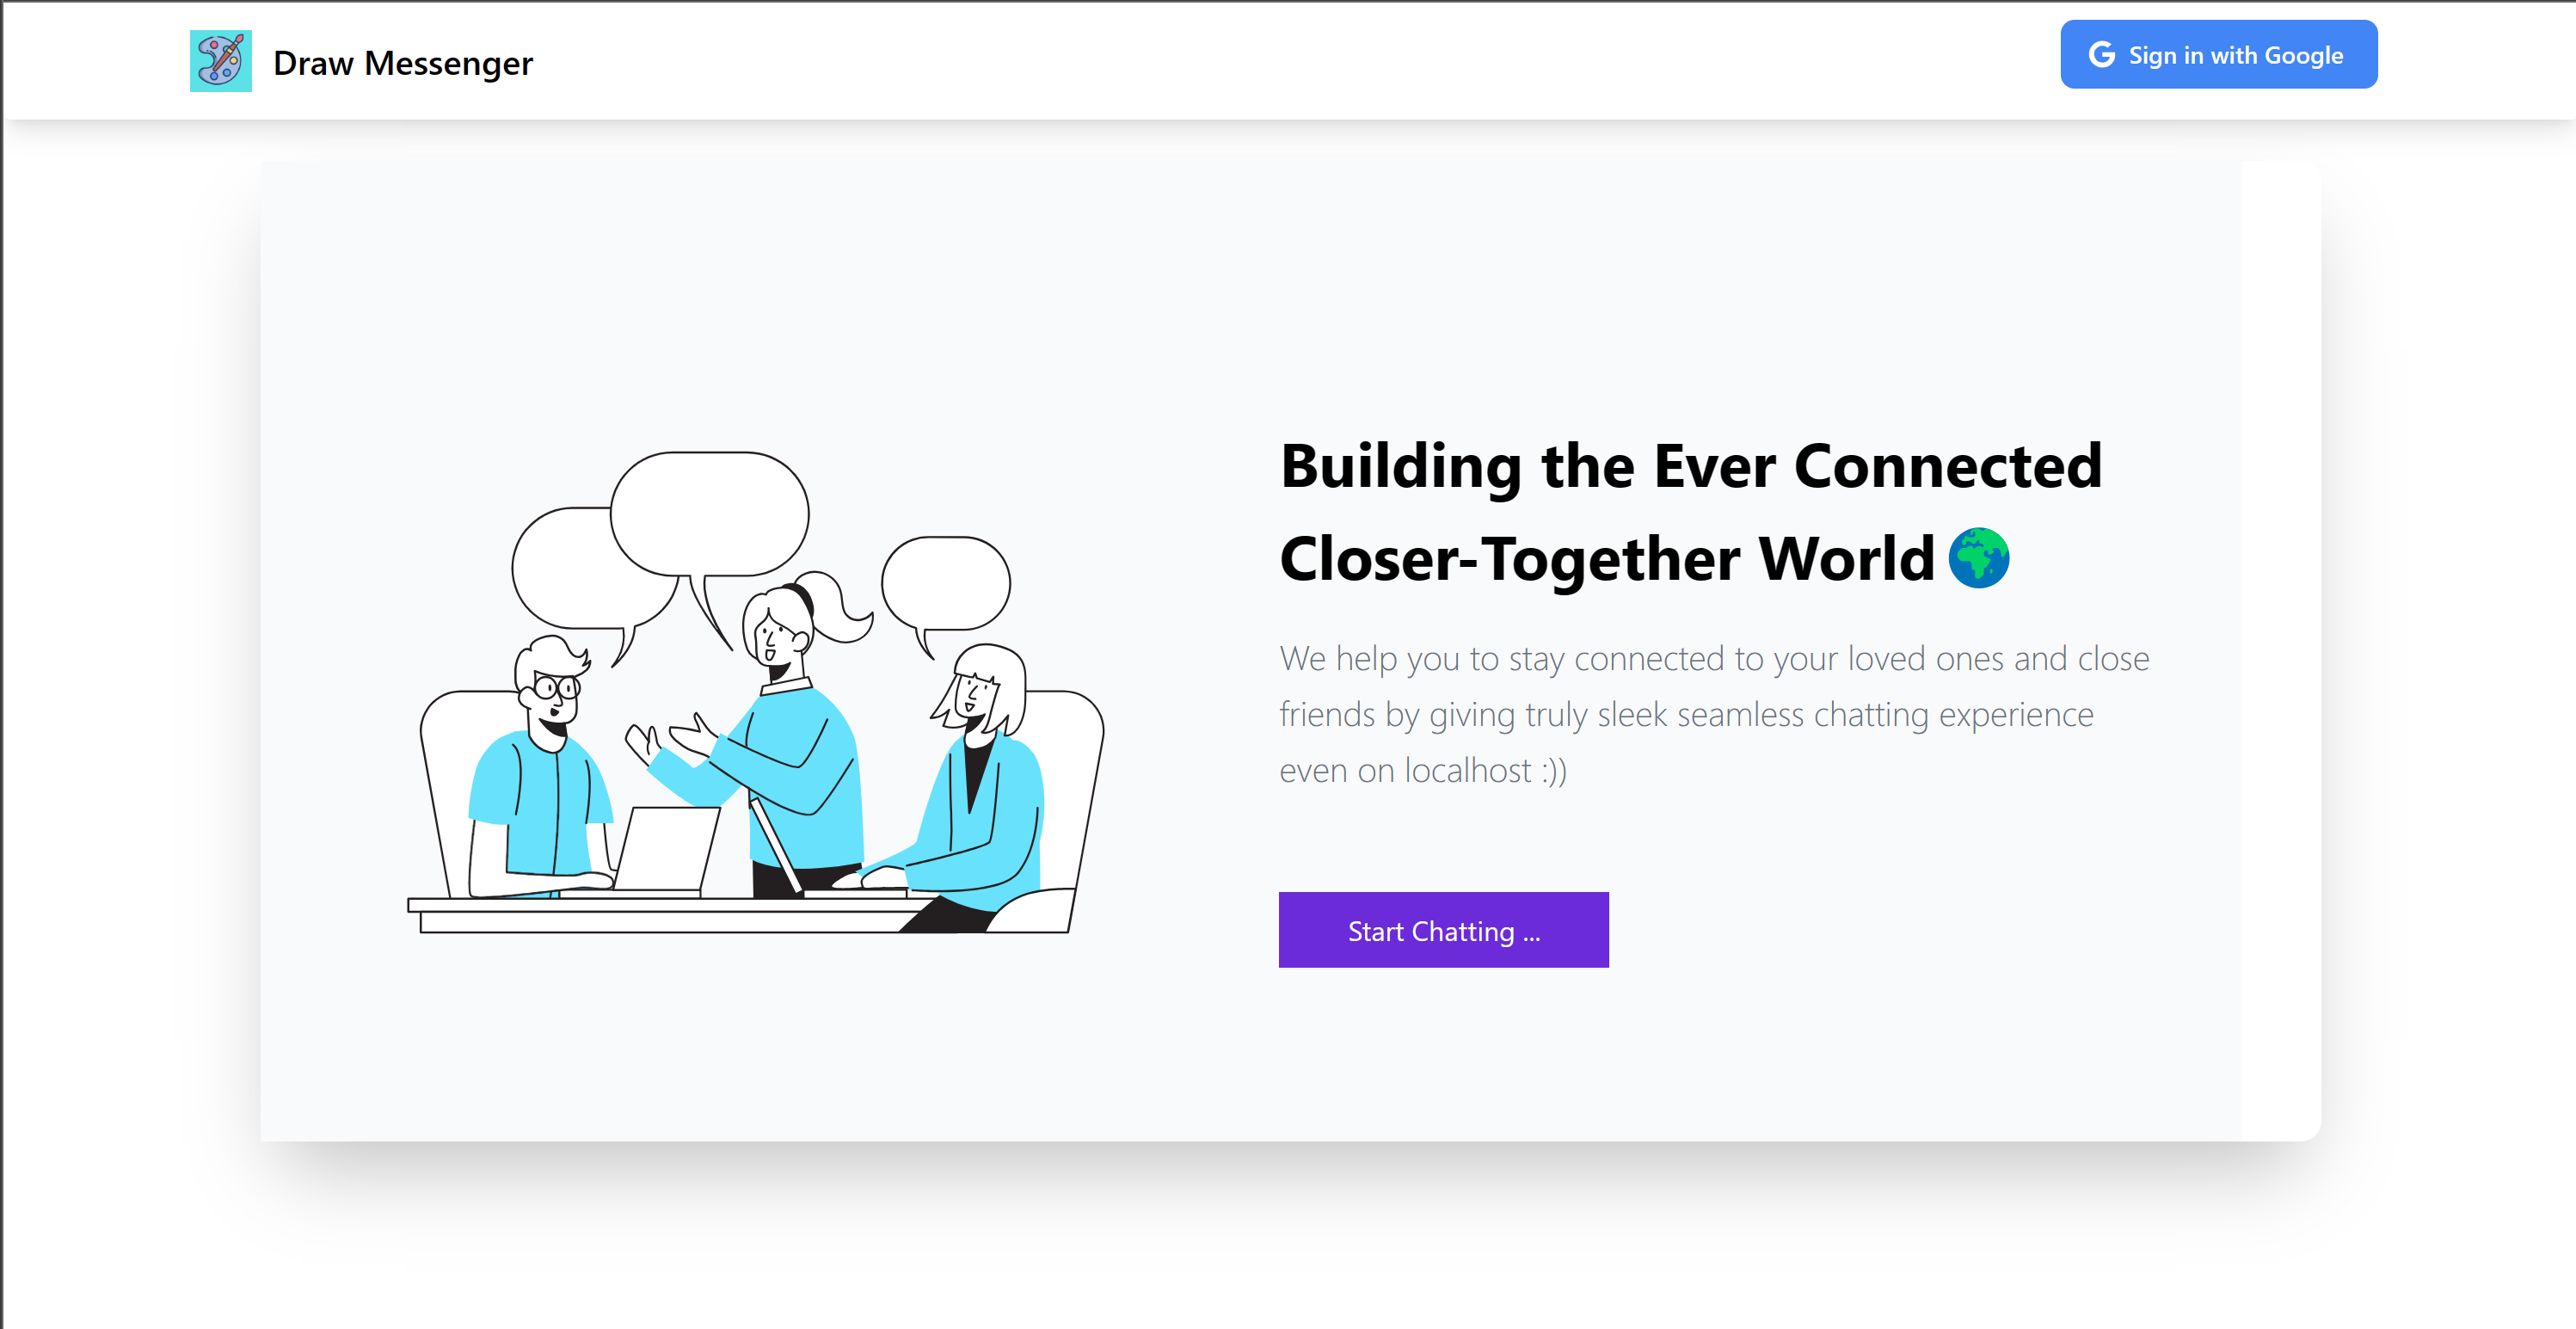 Draw Messenger
Sign in with Google
Building the Ever Connected
Closer-Together World 🌍
We help you to stay connected to your loved ones and close
friends by giving truly sleek seamless chatting experience
even on localhost :))
Start Chatting ...